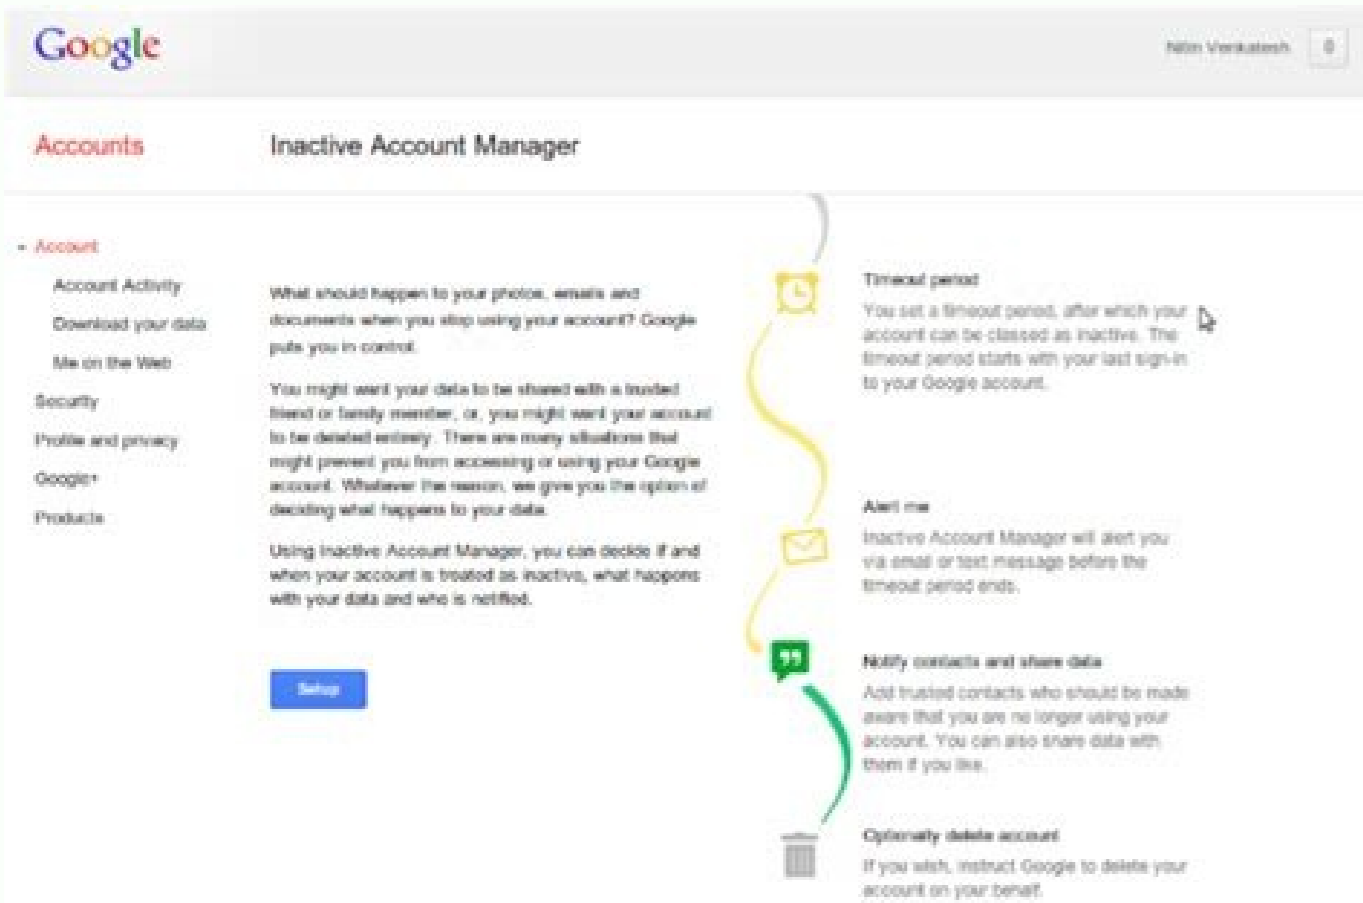 Google
Nitin Venkatesh
0
Accounts
Inactive Account Manager
Account
Account Activity
Download your data
Me on the Web
Security
Profile and privacy
Google+
Products
What should happen to your photos, emails and
documents when you stop using your account? Google
puts you in control.
You might want your data to be shared with a trusted
friend or family member, or, you might want your account
to be deleted entirely. There are many situations that
might prevent you from accessing or using your Google
account. Whatever the reason, we give you the option of
deciding what happens to your data.
Using Inactive Account Manager, you can decide if and
when your account is treated as inactive, what happens
with your data and who is notified.
Setup
Timeout period
You set a timeout period, after which your
account can be classed as inactive. The
timeout period starts with your last sign-in
to your Google account.
Alert me
Inactive Account Manager will alert you
via email or text message before the
timeout period ends.
Notify contacts and share data
Add trusted contacts who should be made
aware that you are no longer using your
account. You can also share data with
them if you like.
Optionally delete account
If you wish, instruct Google to delete your
account on your behalf.